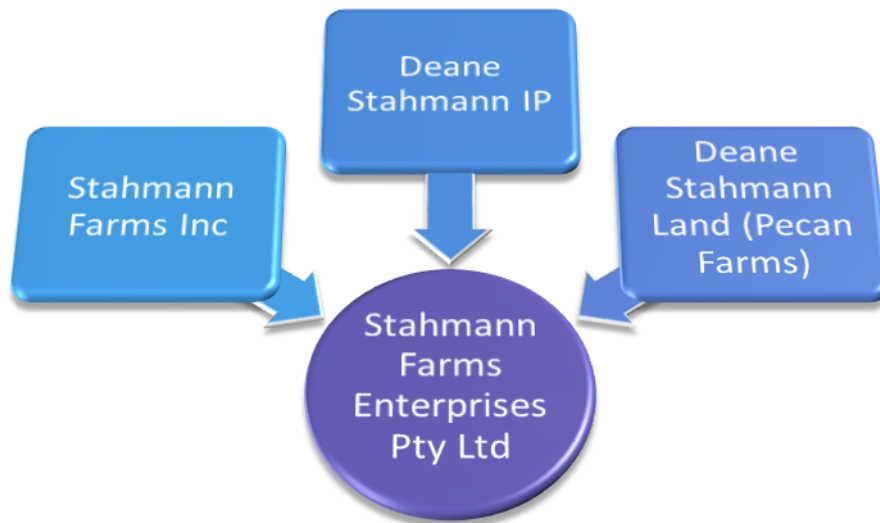 Deane
Stahmann IP
Stahmann
Farms Inc
Deane
Stahmann
Land (Pecan
Farms)
Stahmann
Farms
Enterprises
Pty Ltd